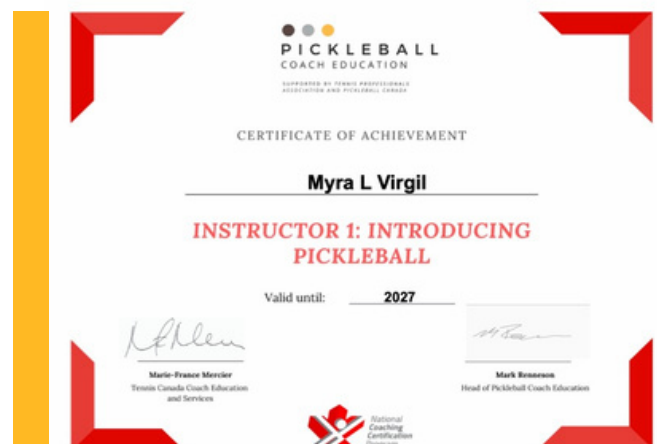 PICKLEBALL
COACH EDUCATION
SUPPORTED BY TENNIS PROFESSIONALS
ASSOCIATION AND PICKLEBALL CANADA
CERTIFICATE OF ACHIEVEMENT
Myra L Virgil
INSTRUCTOR 1: INTRODUCING
PICKLEBALL
Valid until: 2027
Marie-France Mercier
Tennis Canada Coach Education
and Services
Mark Renneson
Head of Pickleball Coach Education
National
Coaching
Certification
Program